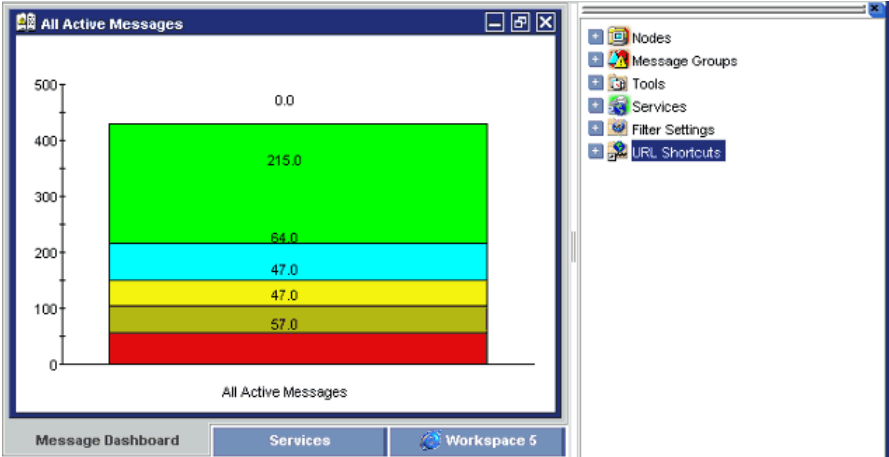 All Active Messages
500
400
300
200
100
0
0.0
215.0
64.0
47.0
47.0
57.0
All Active Messages
Message Dashboard
Services
Workspace 5
Nodes
Message Groups
Tools
Services
Filter Settings
URL Shortcuts